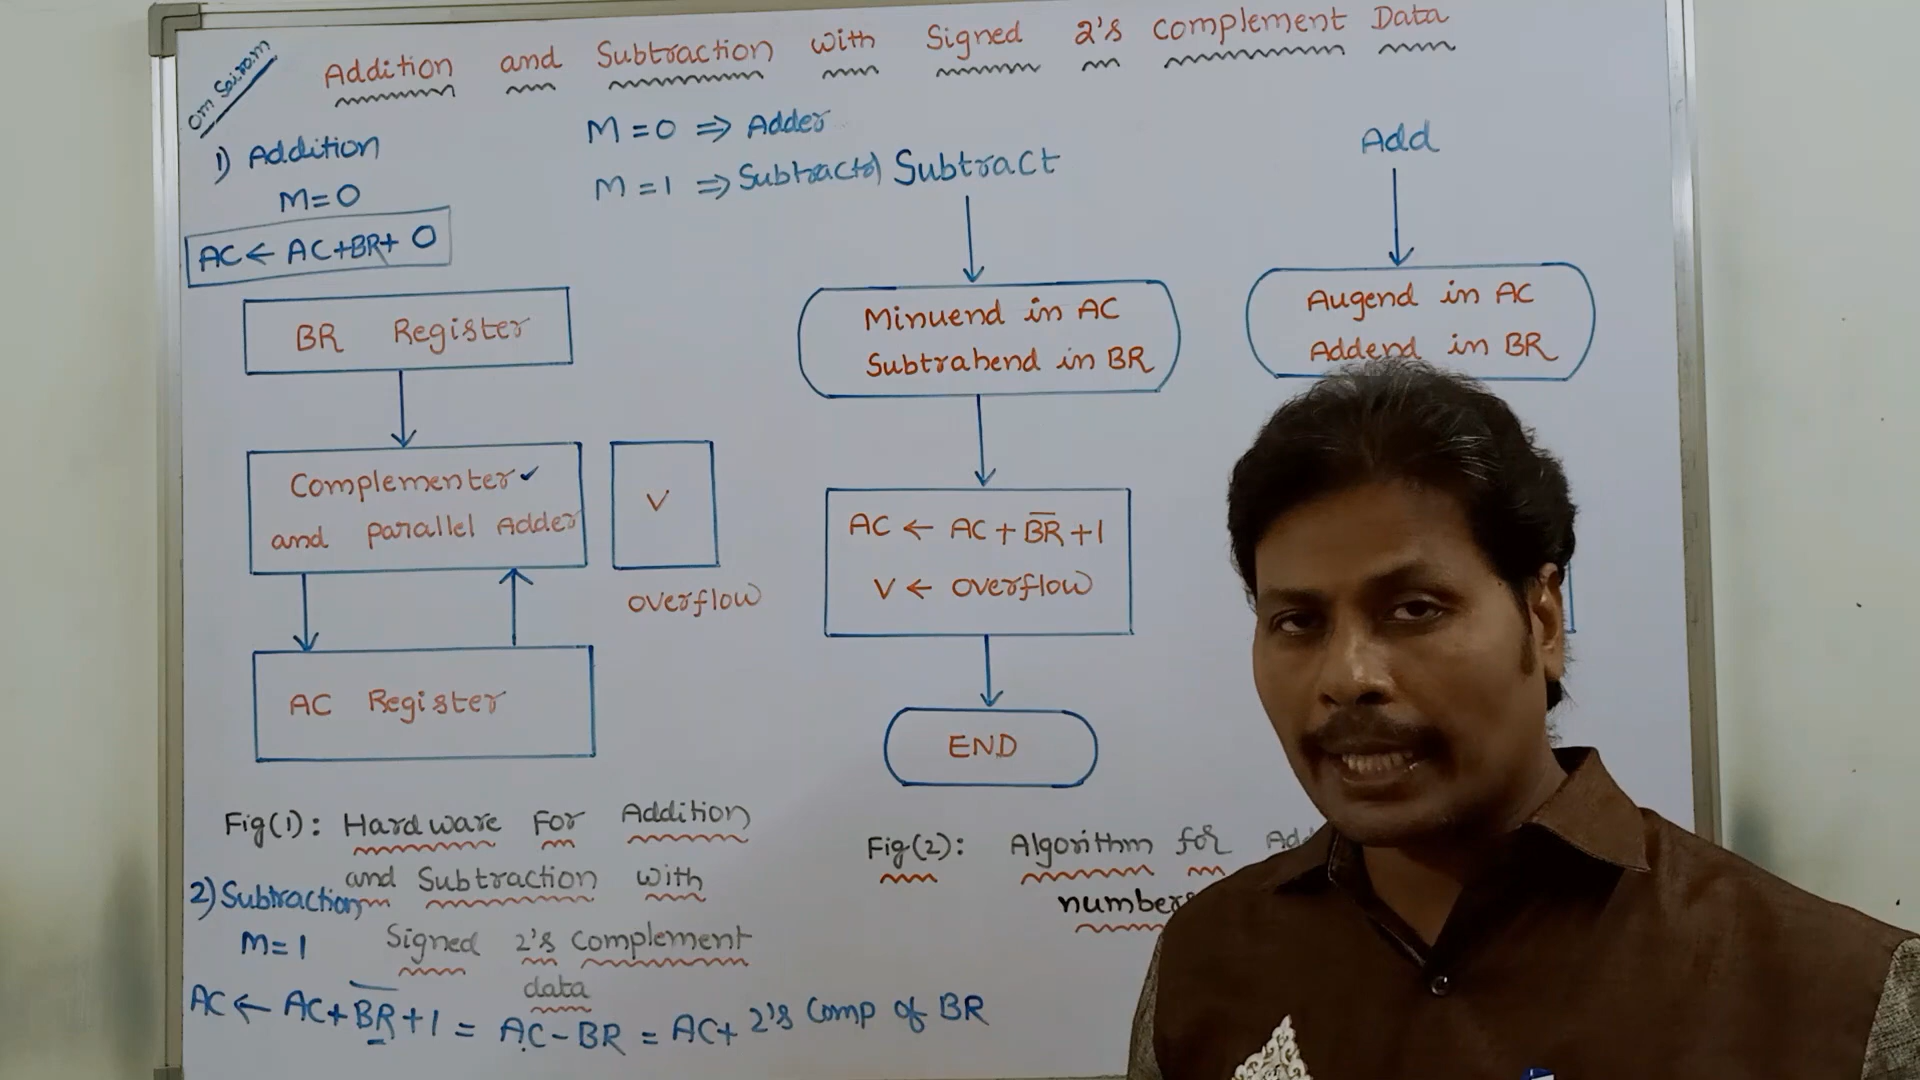 Om Sairam
Addition and Subtraction with Signed 2's Complement Data
1) Addition
M=0
AC ← AC+BR+ 0
M=0 ⇒ Adder
M=1 ⇒ Subtractor
Subtract
Add
BR Register
Complementer✓
and parallel Adder
V
overflow
AC Register
Minuend in AC
Subtrahend in BR
AC ← AC + B̅R̅ +1
V ← overflow
END
Augend in AC
Addend in BR
Fig(1): Hardware For Addition
and Subtraction with
Signed 2's Complement
data
2) Subtraction
M=1
AC ← AC+B̅R̅+1 = AC-BR = AC+ 2's Comp of BR
Fig(2): Algorithm for
numbers